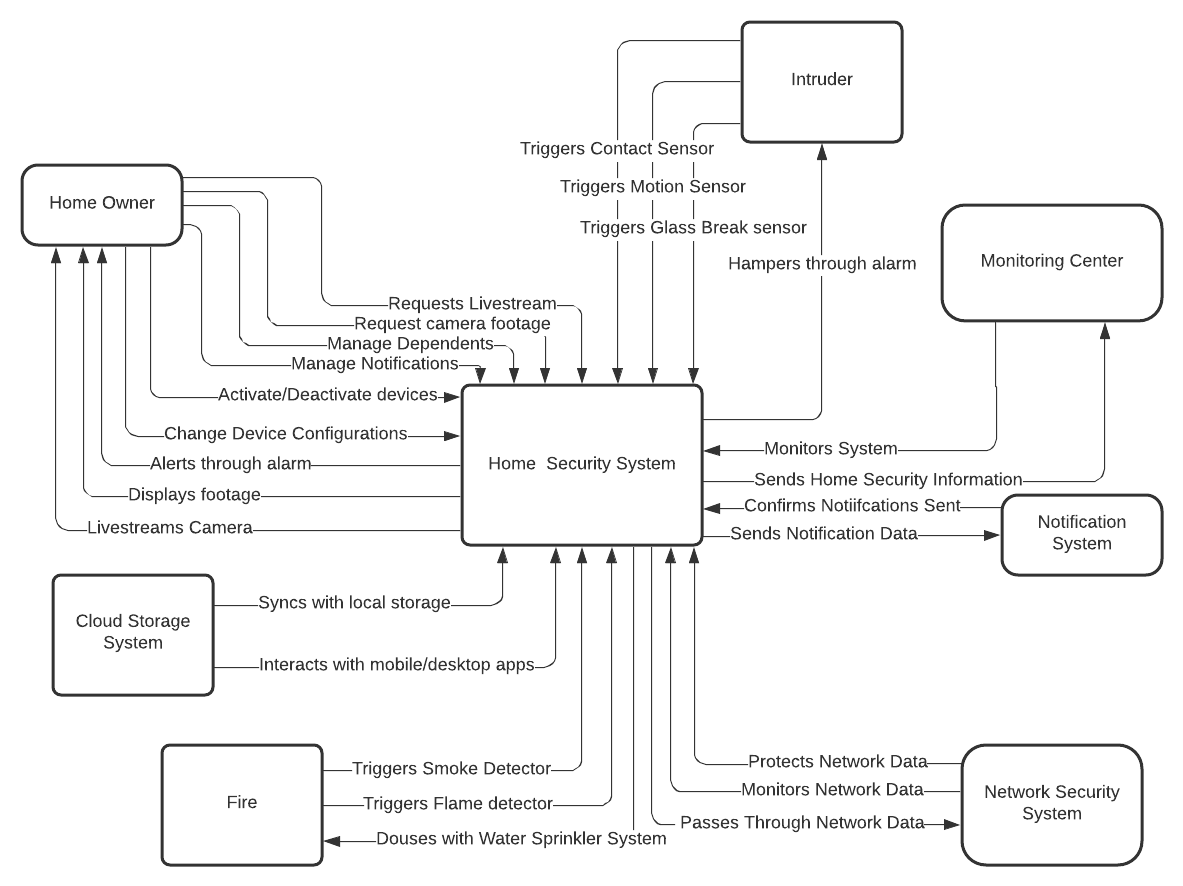 Intruder
Triggers Contact Sensor
Triggers Motion Sensor
Home Owner
Triggers Glass Break sensor
Hampers through alarm
Monitoring Center
Requests Livestream
Request camera footage
Manage Dependents
Manage Notifications
Activate/Deactivate devices
Change Device Configurations
Alerts through alarm
Displays footage
Livestreams Camera
Home Security System
Monitors System
Sends Home Security Information
Confirms Notiifcations Sent
Sends Notification Data
Notification
System
Cloud Storage
System
Syncs with local storage
Interacts with mobile/desktop apps
Fire
Triggers Smoke Detector
Triggers Flame detector
Douses with Water Sprinkler System
Protects Network Data
Monitors Network Data
Passes Through Network Data
Network Security
System